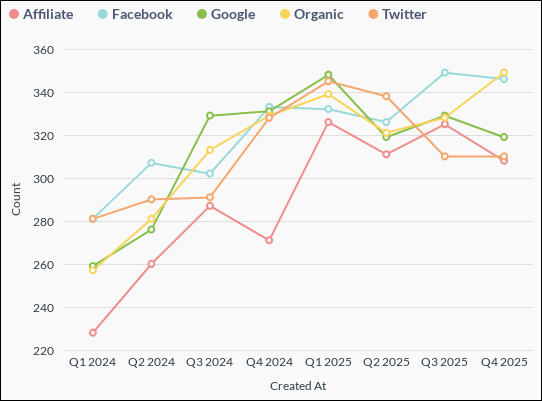 Affiliate Facebook Google Organic Twitter
360
340
320
300
280
260
240
220
Count
Q1 2024 Q2 2024 Q3 2024 Q4 2024 Q1 2025 Q2 2025 Q3 2025 Q4 2025
Created At